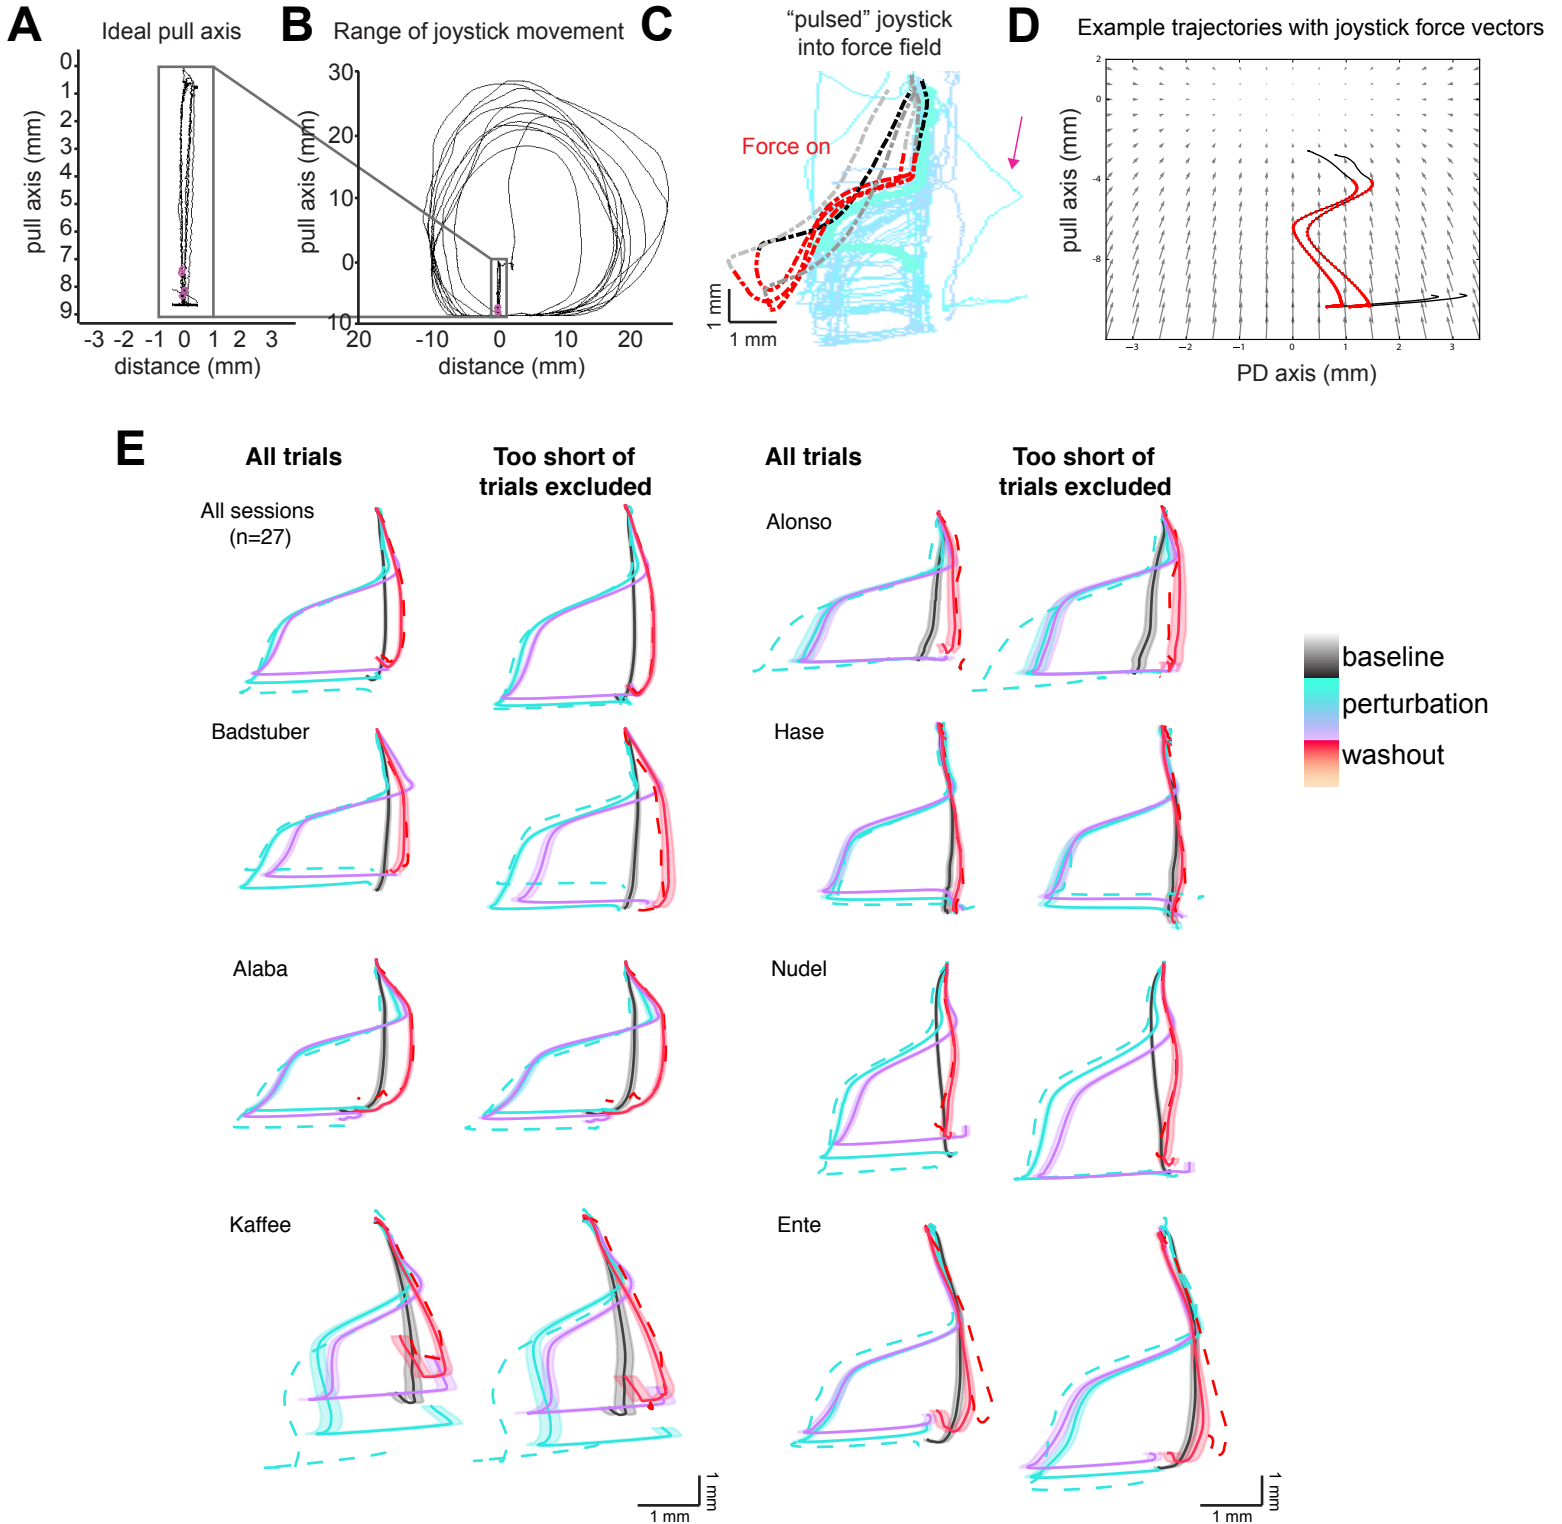 A
Ideal pull axis
pull axis (mm)
0
1
2
3
4
5
6
7
8
9
-3 -2 -1 0 1 2 3
distance (mm)
B
Range of joystick movement
pull axis (mm)
30
20
10
0
10
20 -10 0 10 20
distance (mm)
C
“pulsed” joystick
into force field
Force on
1 mm
1 mm
D
Example trajectories with joystick force vectors
pull axis (mm)
2
0
-4
-8
−3 −2 −1 0 1 2 3
PD axis (mm)
E
All trials
Too short of
trials excluded
All trials
Too short of
trials excluded
All sessions
(n=27)
Alonso
Badstuber
Hase
Alaba
Nudel
Kaffee
Ente
baseline
perturbation
washout
1 mm
1 mm
1 mm
1 mm